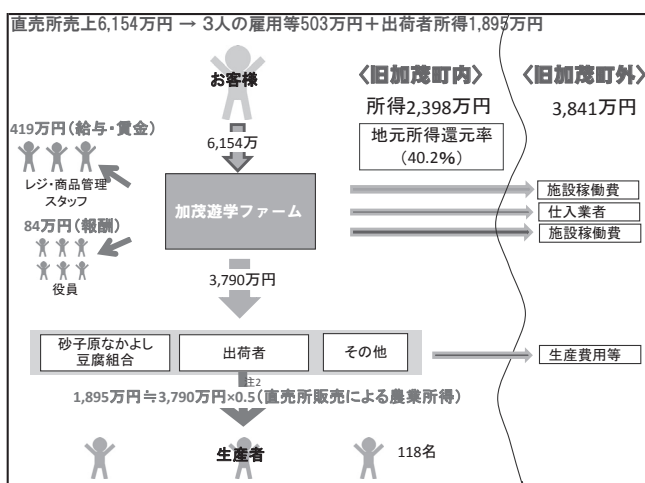 直売所売上6,154万円 → 3人の雇用等503万円＋出荷者所得1,895万円
お客様
〈旧加茂町内〉
〈旧加茂町外〉
所得2,398万円
3,841万円
地元所得還元率
(40.2%)
419万円(給与・賃金)
6,154万
レジ・商品管理
スタッフ
加茂遊学ファーム
施設稼働費
仕入業者
施設稼働費
84万円(報酬)
役員
3,790万円
砂子原なかよし
豆腐組合
出荷者
その他
生産費用等
注2
1,895万円≒3,790万円×0.5(直売所販売による農業所得)
生産者
118名